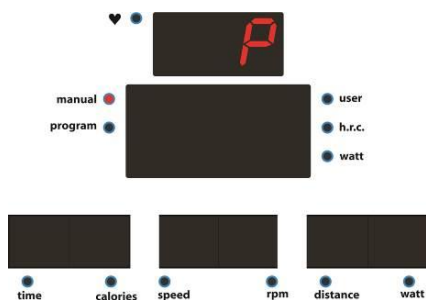 ♥
P
manual
program
user
h.r.c.
watt
time calories speed rpm distance watt